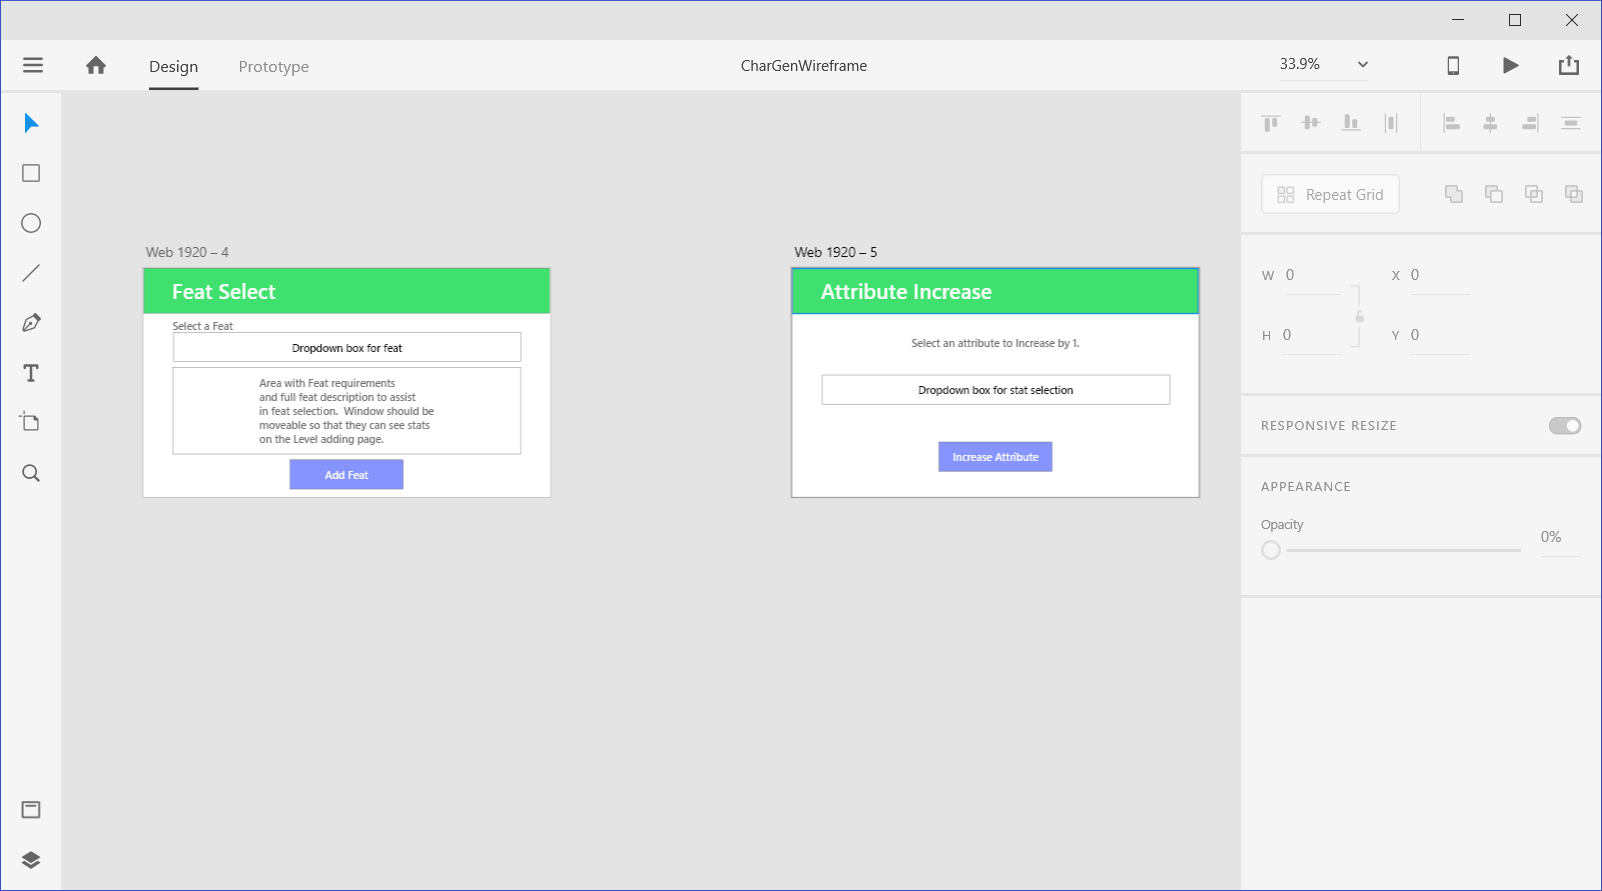 Design
Prototype
CharGenWireframe
33.9%
Repeat Grid
W 0
X 0
H 0
Y 0
RESPONSIVE RESIZE
APPEARANCE
Opacity
0%
Web 1920 – 4
Feat Select
Select a Feat
Dropdown box for feat
Area with Feat requirements
and full feat description to assist
in feat selection. Window should be
moveable so that they can see stats
on the Level adding page.
Add Feat
Web 1920 – 5
Attribute Increase
Select an attribute to Increase by 1.
Dropdown box for stat selection
Increase Attribute